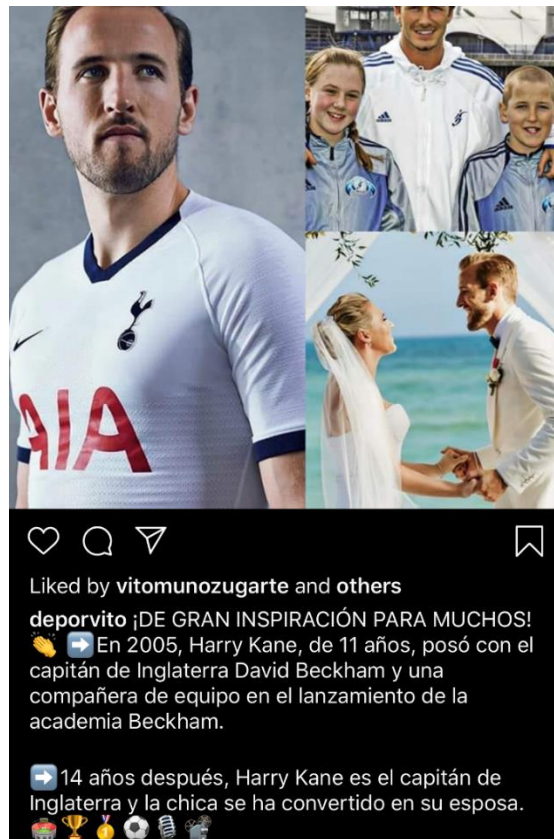 AIA
Liked by vitomunozugarte and others
deporvito ¡DE GRAN INSPIRACIÓN PARA MUCHOS!
👏 ➡️En 2005, Harry Kane, de 11 años, posó con el
capitán de Inglaterra David Beckham y una
compañera de equipo en el lanzamiento de la
academia Beckham.
➡️14 años después, Harry Kane es el capitán de
Inglaterra y la chica se ha convertido en su esposa.